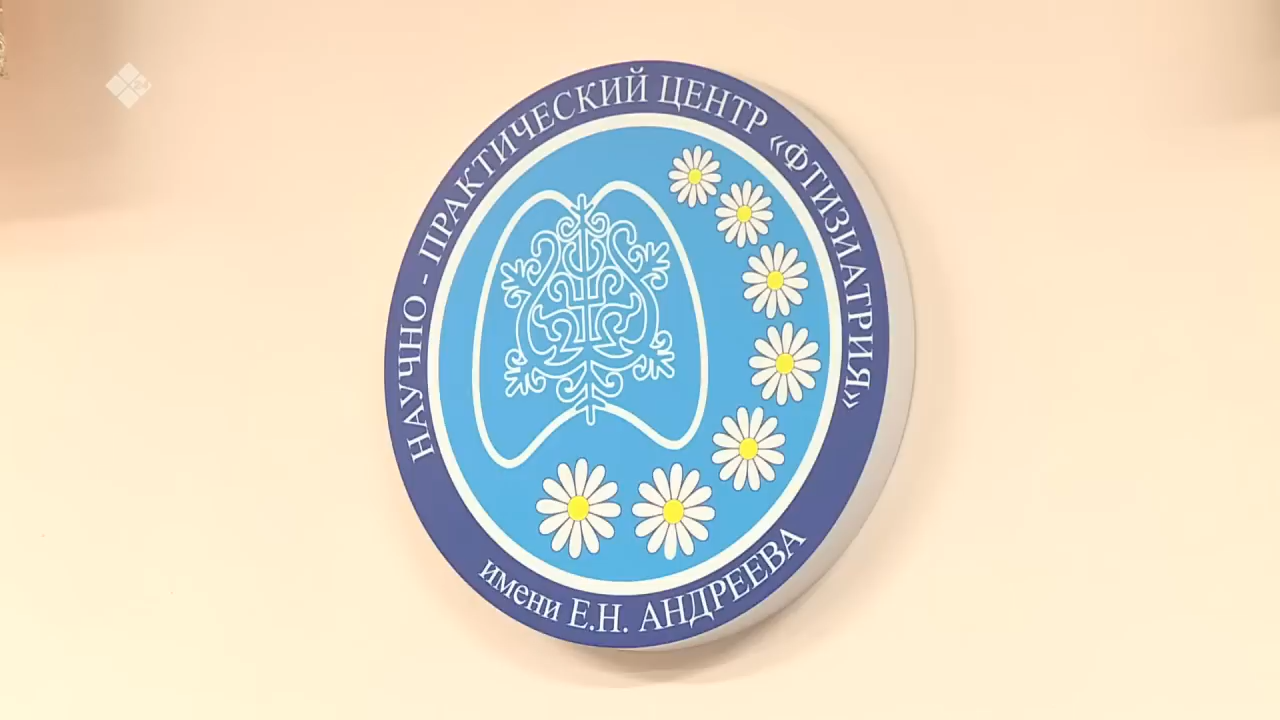 НАУЧНО - ПРАКТИЧЕСКИЙ ЦЕНТР «ФТИЗИАТРИЯ»
имени Е.Н. АНДРЕЕВА